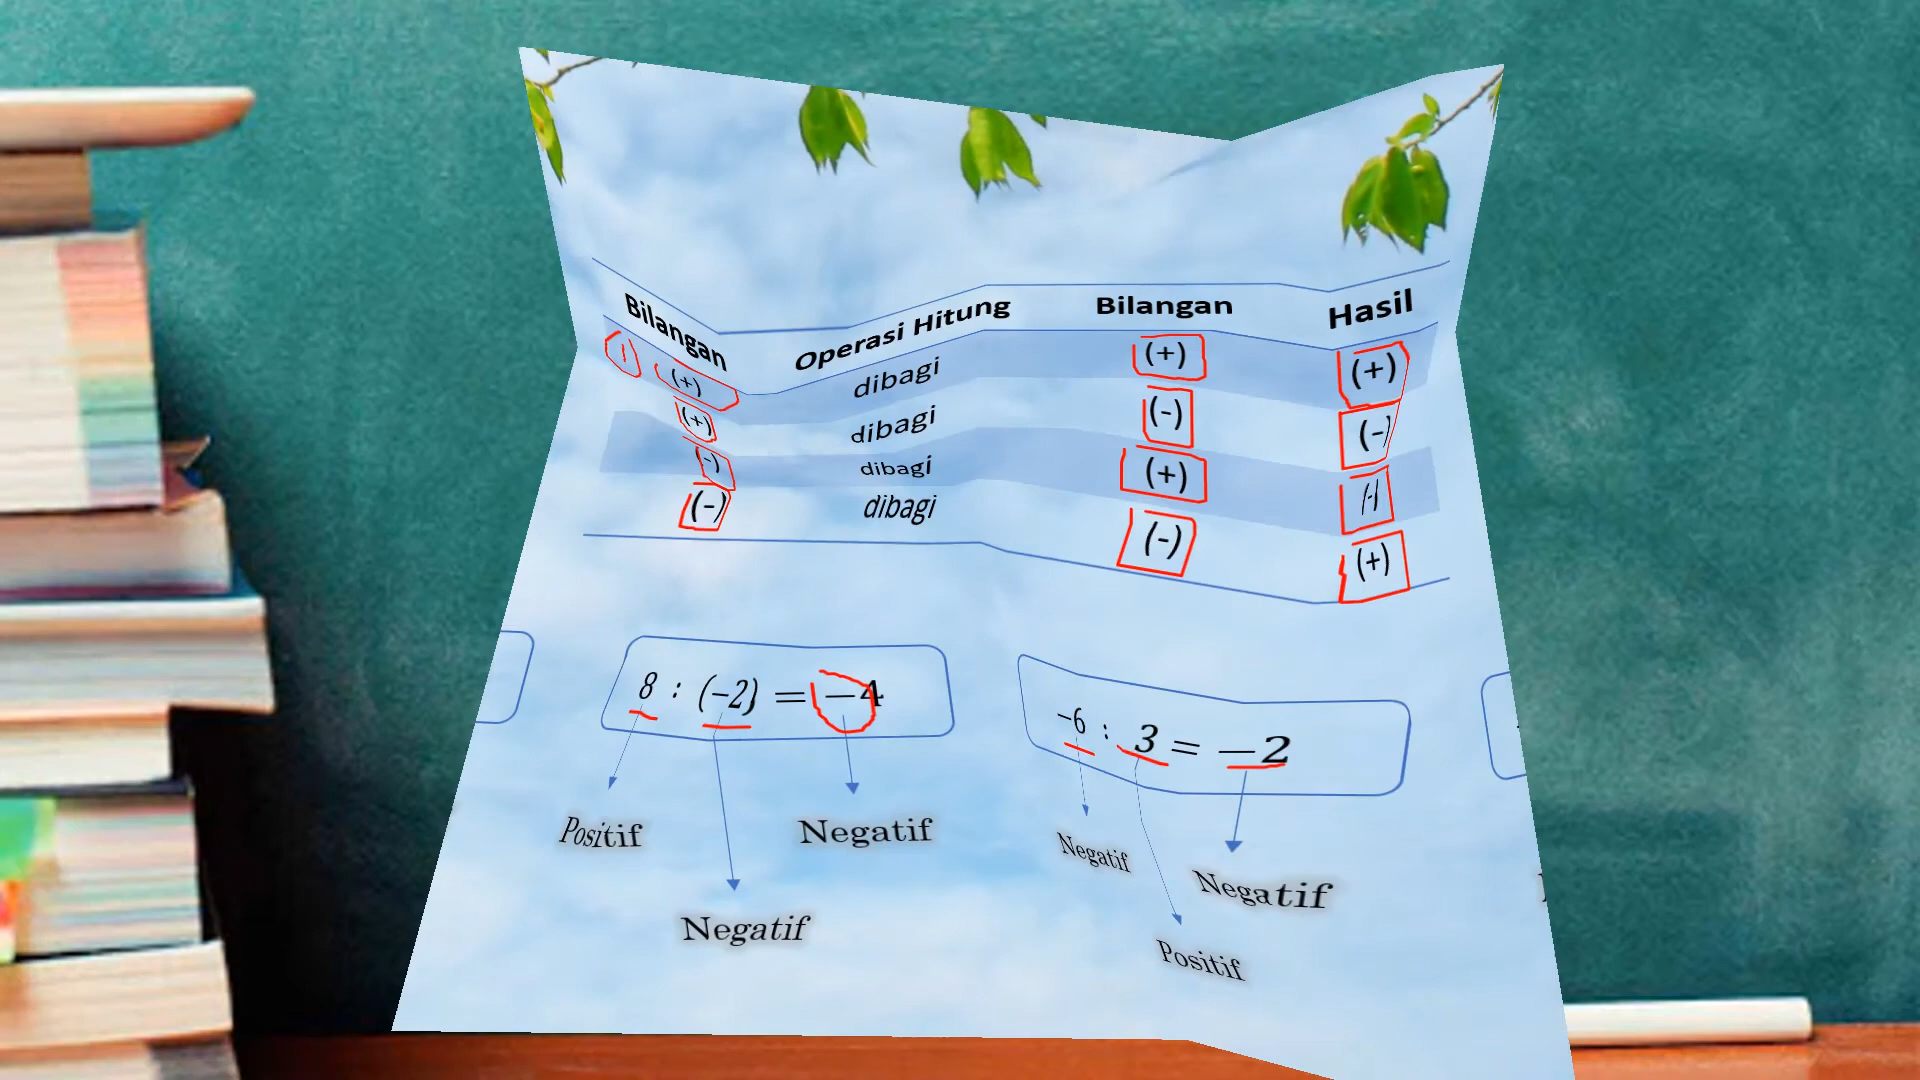 Bilangan Operasi Hitung Bilangan Hasil
(+) dibagi (+) (+)
(+) dibagi (-) (-)
(-) dibagi (+) (-)
(-) dibagi (-) (+)
8 : (−2) = −4
Positif Negatif
Negatif
−6 : 3 = −2
Negatif Negatif
Positif